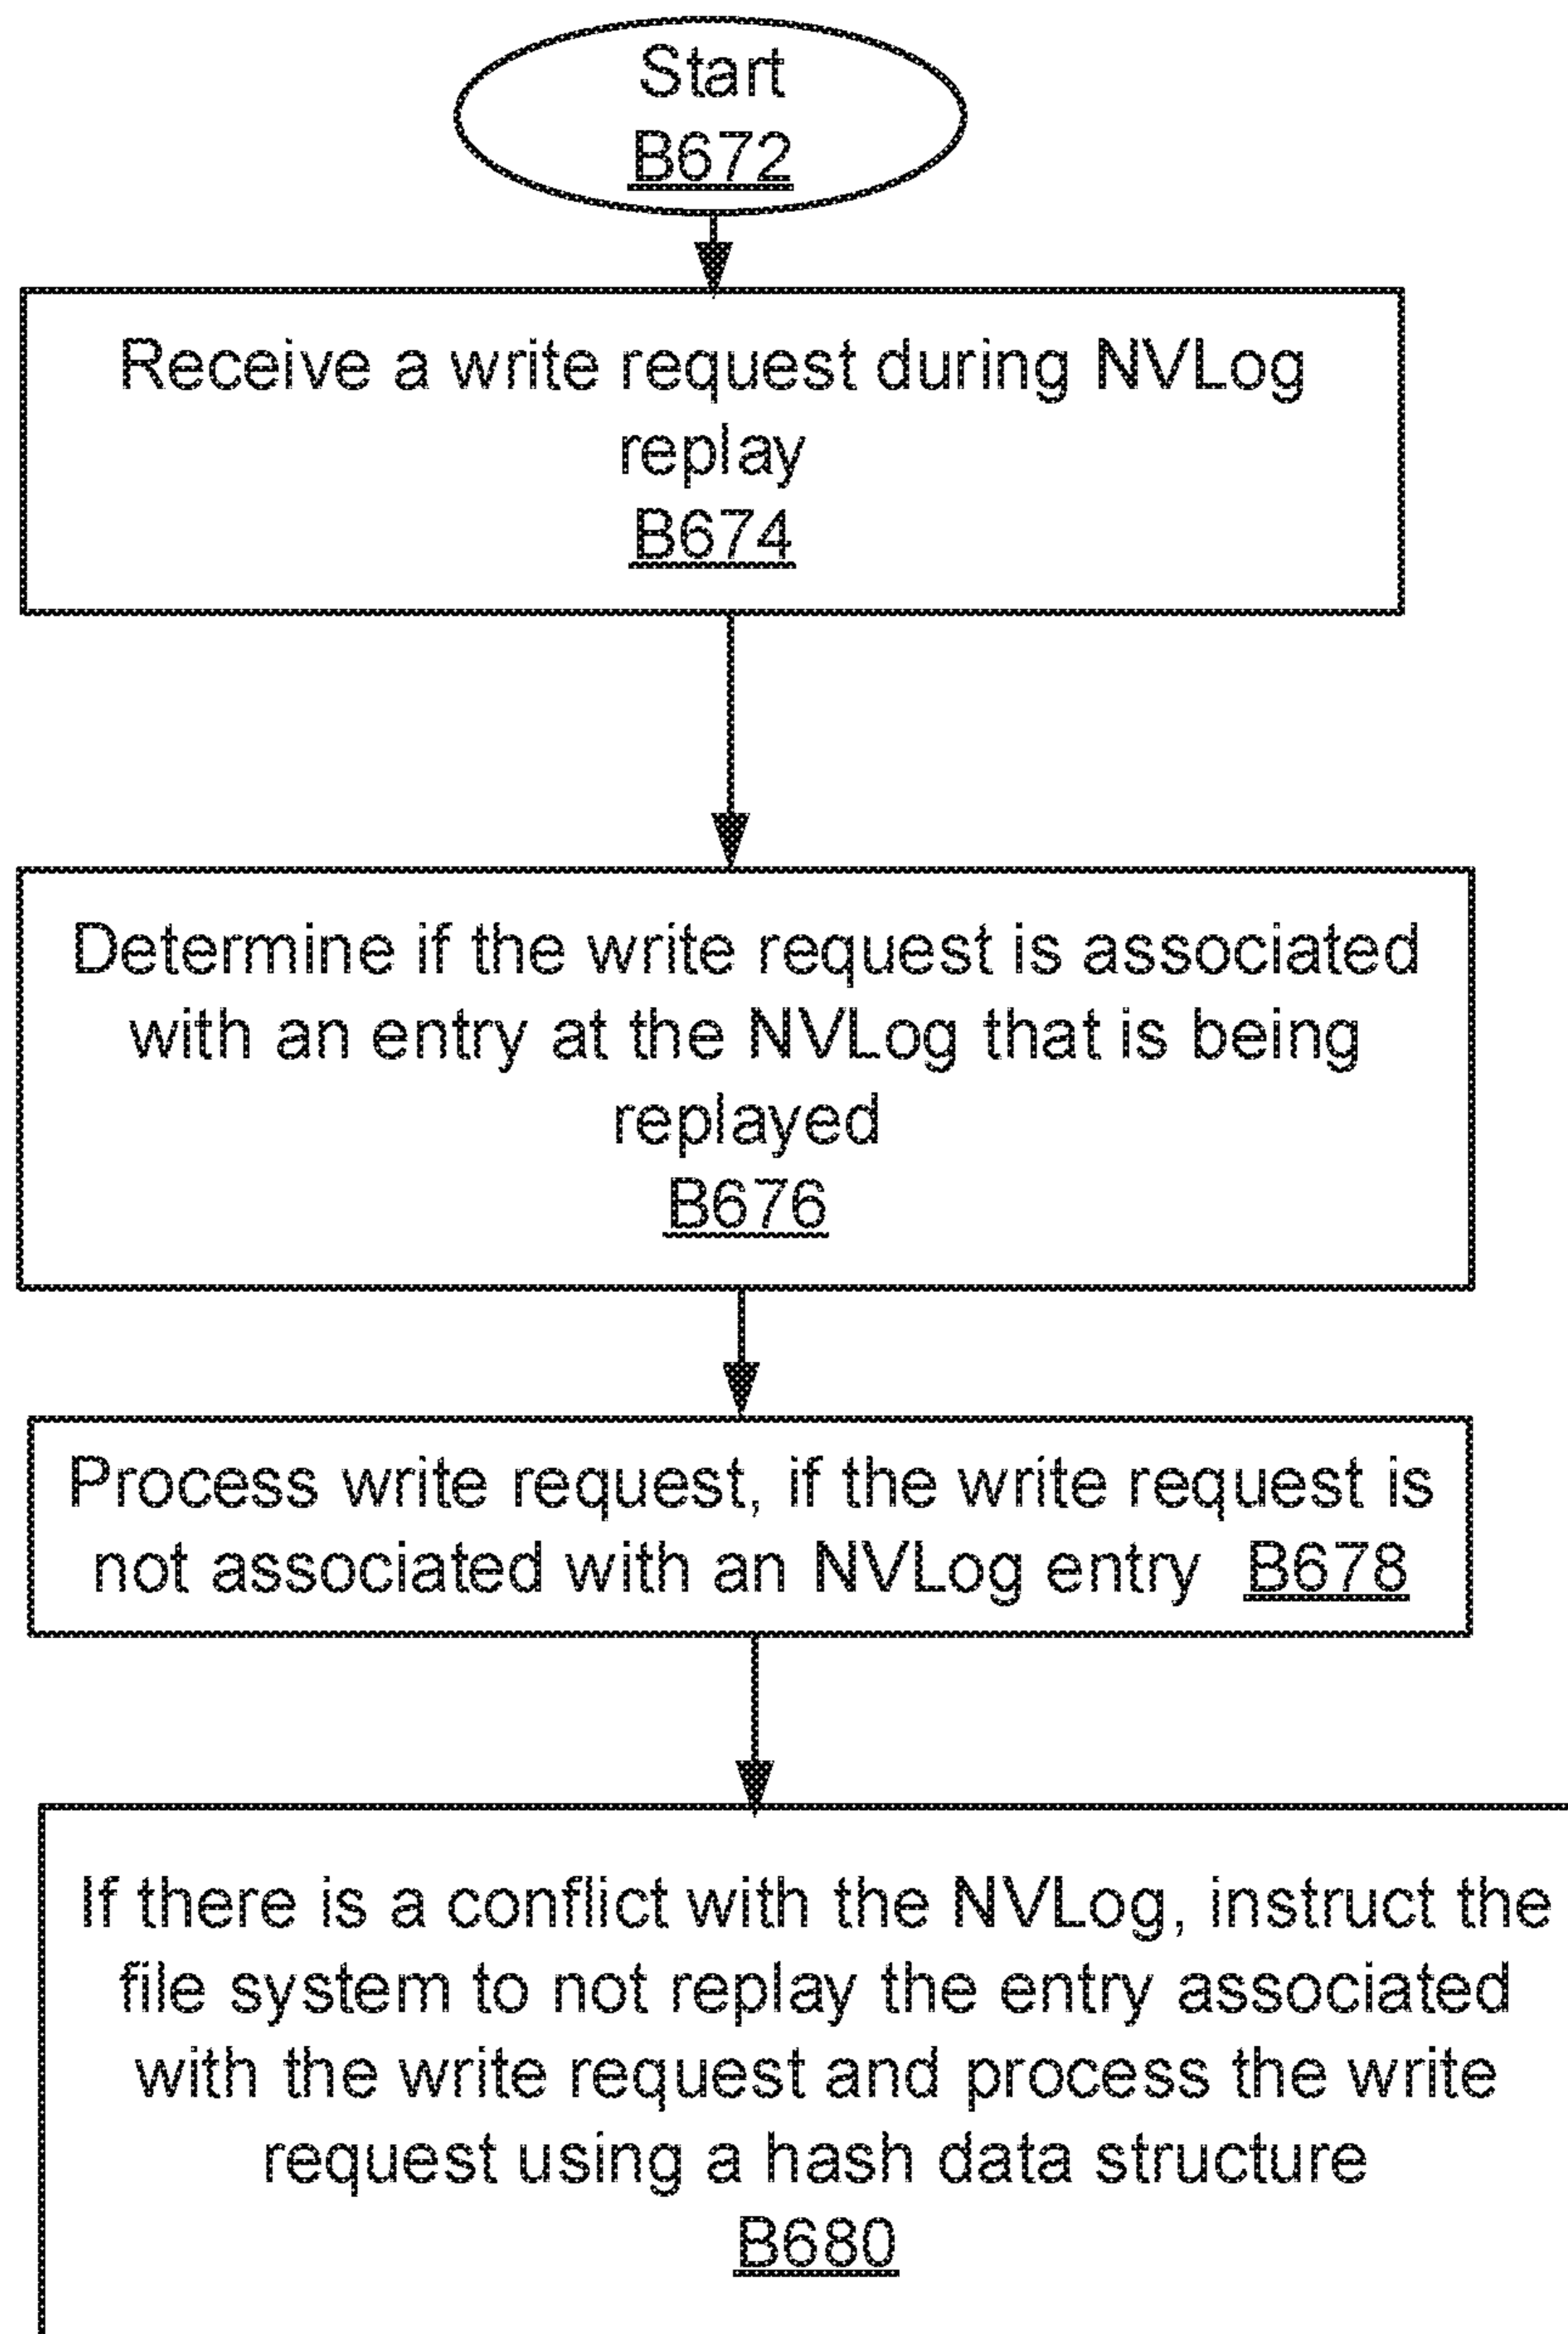 Start
B672
Receive a write request during NVLog
replay
B674
Determine if the write request is associated
with an entry at the NVLog that is being
replayed
B676
Process write request, if the write request is
not associated with an NVLog entry B678
If there is a conflict with the NVLog, instruct the
file system to not replay the entry associated
with the write request and process the write
request using a hash data structure
B680